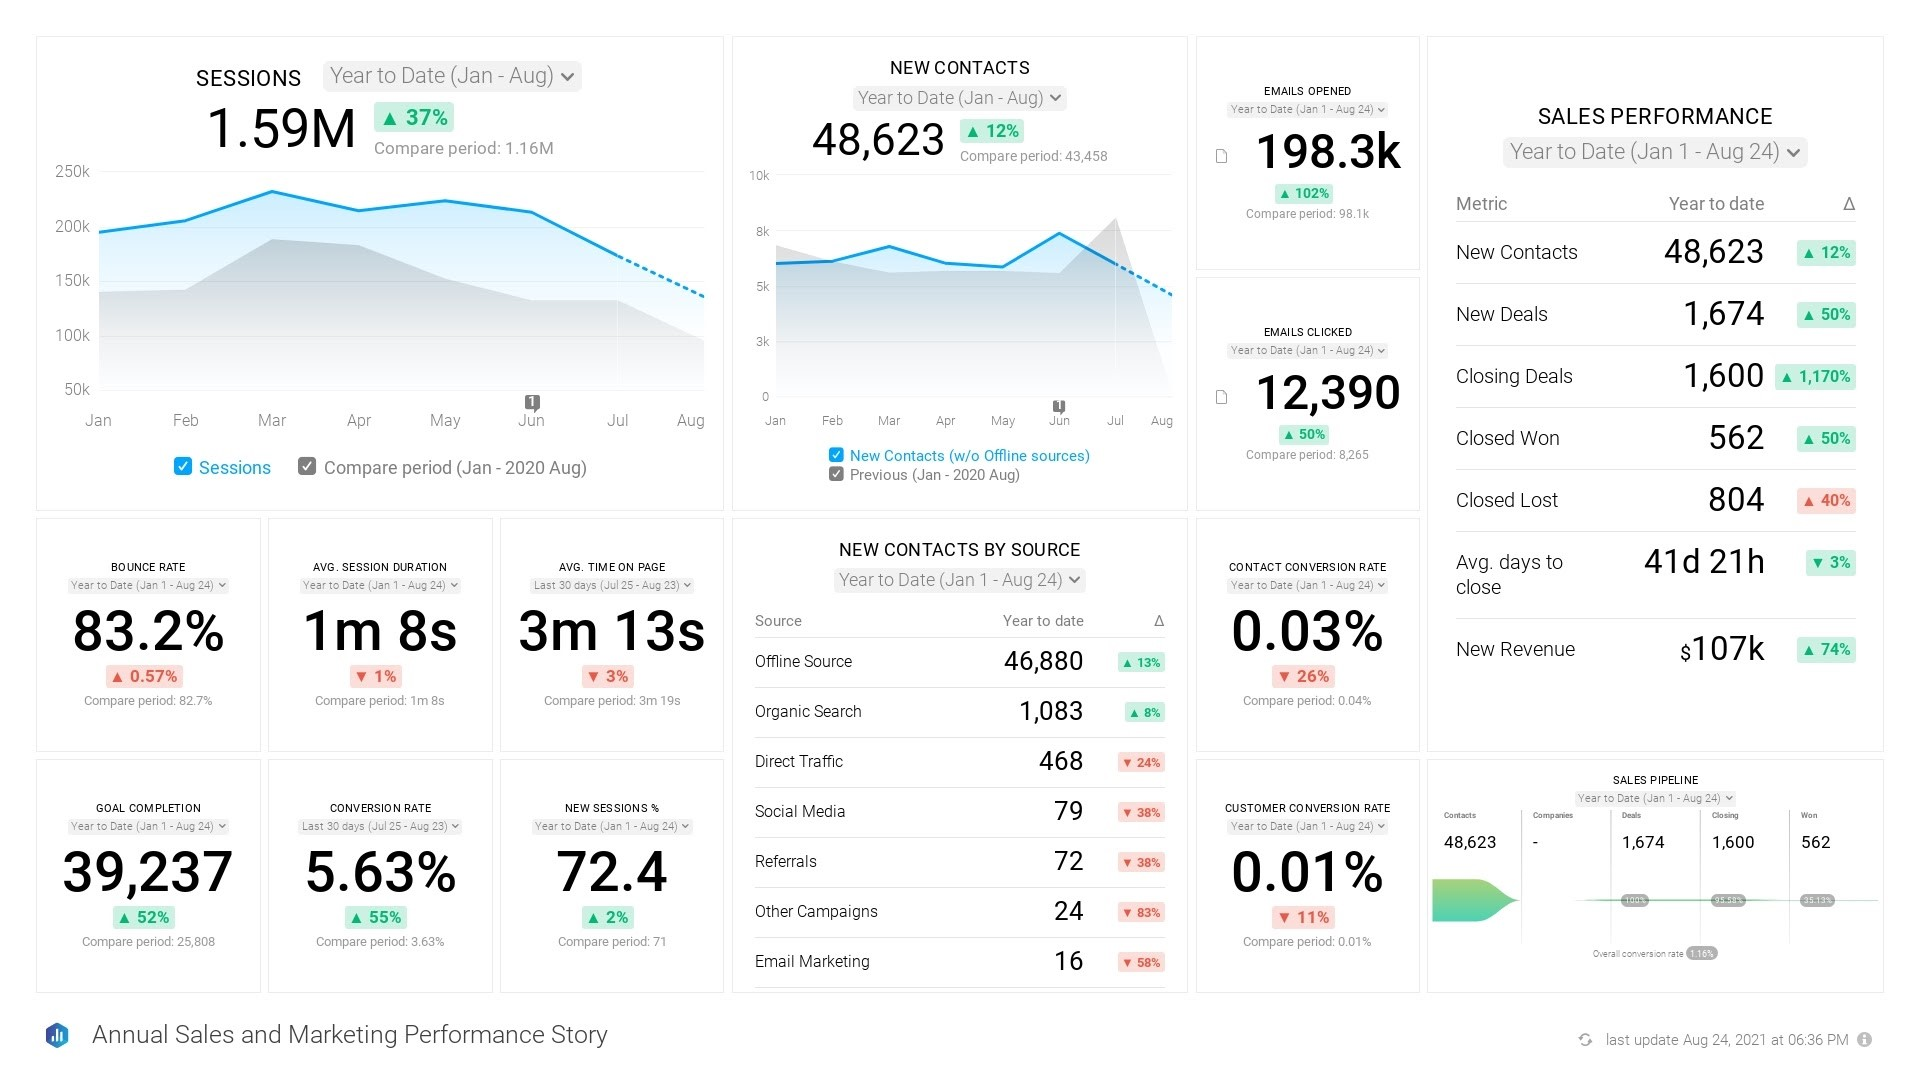 SESSIONS Year to Date (Jan - Aug)
1.59M ▲ 37%
Compare period: 1.16M
250k
200k
150k
100k
50k
1
Jan Feb Mar Apr May Jun Jul Aug
Sessions Compare period (Jan - 2020 Aug)
NEW CONTACTS
Year to Date (Jan - Aug)
48,623 ▲ 12%
Compare period: 43,458
10k
8k
5k
3k
0
1
Jan Feb Mar Apr May Jun Jul Aug
New Contacts (w/o Offline sources)
Previous (Jan - 2020 Aug)
EMAILS OPENED
Year to Date (Jan 1 - Aug 24)
198.3k
▲ 102%
Compare period: 98.1k
EMAILS CLICKED
Year to Date (Jan 1 - Aug 24)
12,390
▲ 50%
Compare period: 8,265
SALES PERFORMANCE
Year to Date (Jan 1 - Aug 24)
Metric Year to date Δ
New Contacts 48,623 ▲ 12%
New Deals 1,674 ▲ 50%
Closing Deals 1,600 ▲ 1,170%
Closed Won 562 ▲ 50%
Closed Lost 804 ▲ 40%
Avg. days to 41d 21h ▼ 3%
close
New Revenue $107k ▲ 74%
BOUNCE RATE
Year to Date (Jan 1 - Aug 24)
83.2%
▲ 0.57%
Compare period: 82.7%
AVG. SESSION DURATION
Year to Date (Jan 1 - Aug 24)
1m 8s
▼ 1%
Compare period: 1m 8s
AVG. TIME ON PAGE
Last 30 days (Jul 25 - Aug 23)
3m 13s
▼ 3%
Compare period: 3m 19s
NEW CONTACTS BY SOURCE
Year to Date (Jan 1 - Aug 24)
Source Year to date Δ
Offline Source 46,880 ▲ 13%
Organic Search 1,083 ▲ 8%
Direct Traffic 468 ▼ 24%
Social Media 79 ▼ 38%
Referrals 72 ▼ 38%
Other Campaigns 24 ▼ 83%
Email Marketing 16 ▼ 58%
CONTACT CONVERSION RATE
Year to Date (Jan 1 - Aug 24)
0.03%
▼ 26%
Compare period: 0.04%
GOAL COMPLETION
Year to Date (Jan 1 - Aug 24)
39,237
▲ 52%
Compare period: 25,808
CONVERSION RATE
Last 30 days (Jul 25 - Aug 23)
5.63%
▲ 55%
Compare period: 3.63%
NEW SESSIONS %
Year to Date (Jan 1 - Aug 24)
72.4
▲ 2%
Compare period: 71
CUSTOMER CONVERSION RATE
Year to Date (Jan 1 - Aug 24)
0.01%
▼ 11%
Compare period: 0.01%
SALES PIPELINE
Year to Date (Jan 1 - Aug 24)
Contacts Companies Deals Closing Won
48,623 - 1,674 1,600 562
100% 95.58% 35.13%
Overall conversion rate 1.16%
Annual Sales and Marketing Performance Story
last update Aug 24, 2021 at 06:36 PM